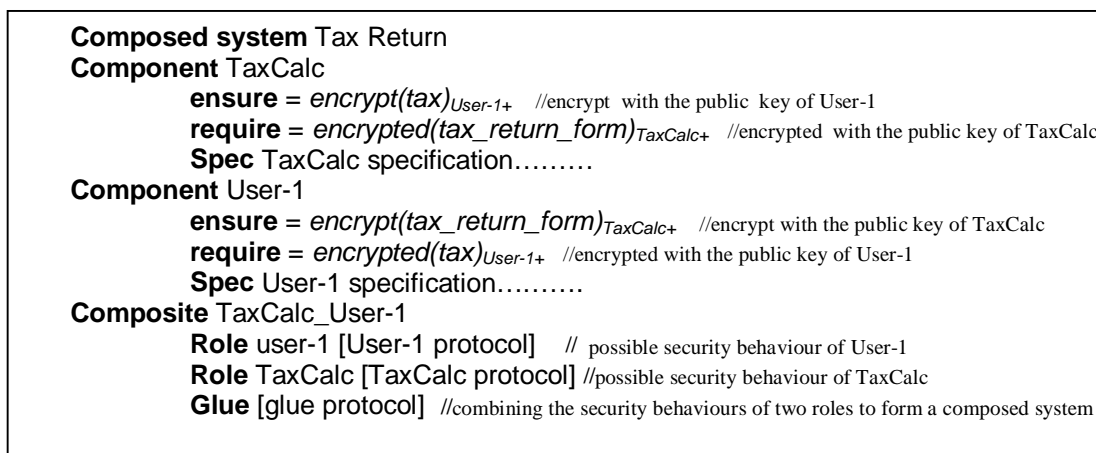 Composed system Tax Return
Component TaxCalc
ensure = encrypt(tax)User-1+ //encrypt with the public key of User-1
require = encrypted(tax_return_form)TaxCalc+ //encrypted with the public key of TaxCalc
Spec TaxCalc specification………
Component User-1
ensure = encrypt(tax_return_form)TaxCalc+ //encrypt with the public key of TaxCalc
require = encrypted(tax)User-1+ //encrypted with the public key of User-1
Spec User-1 specification……….
Composite TaxCalc_User-1
Role user-1 [User-1 protocol] // possible security behaviour of User-1
Role TaxCalc [TaxCalc protocol] //possible security behaviour of TaxCalc
Glue [glue protocol] //combining the security behaviours of two roles to form a composed system